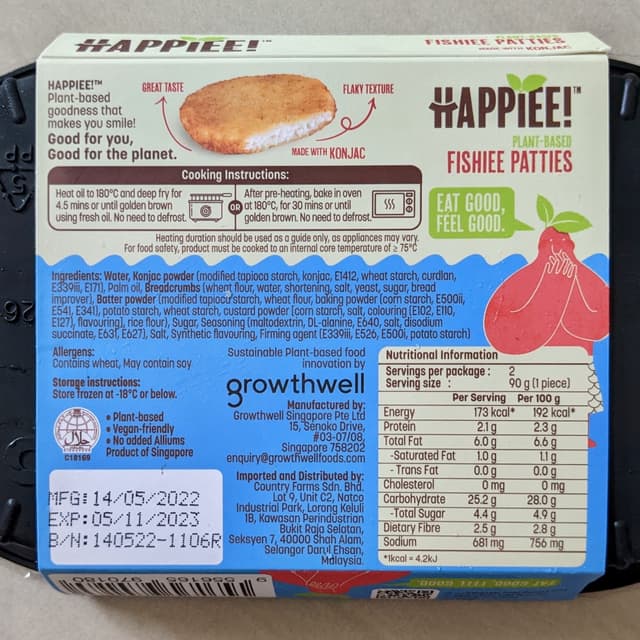 HAPPIEE!™
PLANT-BASED
FISHIEE PATTIES
MADE WITH KONJAC
HAPPIEE!™
Plant-based
goodness that
makes you smile!
Good for you,
Good for the planet.
GREAT TASTE
FLAKY TEXTURE
MADE WITH KONJAC
HAPPIEE!™
PLANT-BASED
FISHIEE PATTIES
EAT GOOD,
FEEL GOOD.
Cooking Instructions:
Heat oil to 180°C and deep fry for
4.5 mins or until golden brown
using fresh oil. No need to defrost.
OR
After pre-heating, bake in oven
at 180°C, for 30 mins or until
golden brown. No need to defrost.
Heating duration should be used as a guide only, as appliances may vary.
For food safety, product must be cooked to an internal core temperature of ≥ 75°C
Ingredients: Water, Konjac powder (modified tapioca starch, konjac, E1412, wheat starch, curdlan,
E339iii, E171), Palm oil, Breadcrumbs (wheat flour, water, shortening, salt, yeast, sugar, bread
improver), Batter powder (modified tapioca starch, wheat flour, baking powder (corn starch, E500ii,
E541, E341), potato starch, wheat starch, custard powder (corn starch, salt, colouring (E102, E110,
E127), flavouring), rice flour), Sugar, Seasoning (maltodextrin, DL-alanine, E640, salt, disodium
succinate, E631, E627), Salt, Synthetic flavouring, Firming agent (E339iii, E526, E500i, potato starch)
Allergens:
Contains wheat, May contain soy
Storage instructions:
Store frozen at -18°C or below.
• Plant-based
• Vegan-friendly
• No added Alliums
Product of Singapore
C18169
MFG:14/05/2022
EXP:05/11/2023
B/N:140522-1106R
Sustainable Plant-based food
innovation by
growthwell
Manufactured by:
Growthwell Singapore Pte Ltd
15, Senoko Drive,
#03-07/08,
Singapore 758202
enquiry@growthwellfoods.com
Imported and Distributed by:
Country Farms Sdn. Bhd.
Lot 9, Unit C2, Natco
Industrial Park, Lorong Keluli
1B, Kawasan Perindustrian
Bukit Raja Selatan,
Seksyen 7, 40000 Shah Alam,
Selangor Darul Ehsan,
Malaysia.
Nutritional Information
Servings per package : 2
Serving size : 90 g (1 piece)
Per Serving Per 100 g
Energy 173 kcal* 192 kcal*
Protein 2.1 g 2.3 g
Total Fat 6.0 g 6.6 g
-Saturated Fat 1.0 g 1.1 g
- Trans Fat 0.0 g 0.0 g
Cholesterol 0 mg 0 mg
Carbohydrate 25.2 g 28.0 g
-Total Sugar 4.4 g 4.9 g
Dietary Fibre 2.5 g 2.8 g
Sodium 681 mg 756 mg
*1kcal = 4.2kJ
9 556165 970180
EAT GOOD, FEEL GOOD.